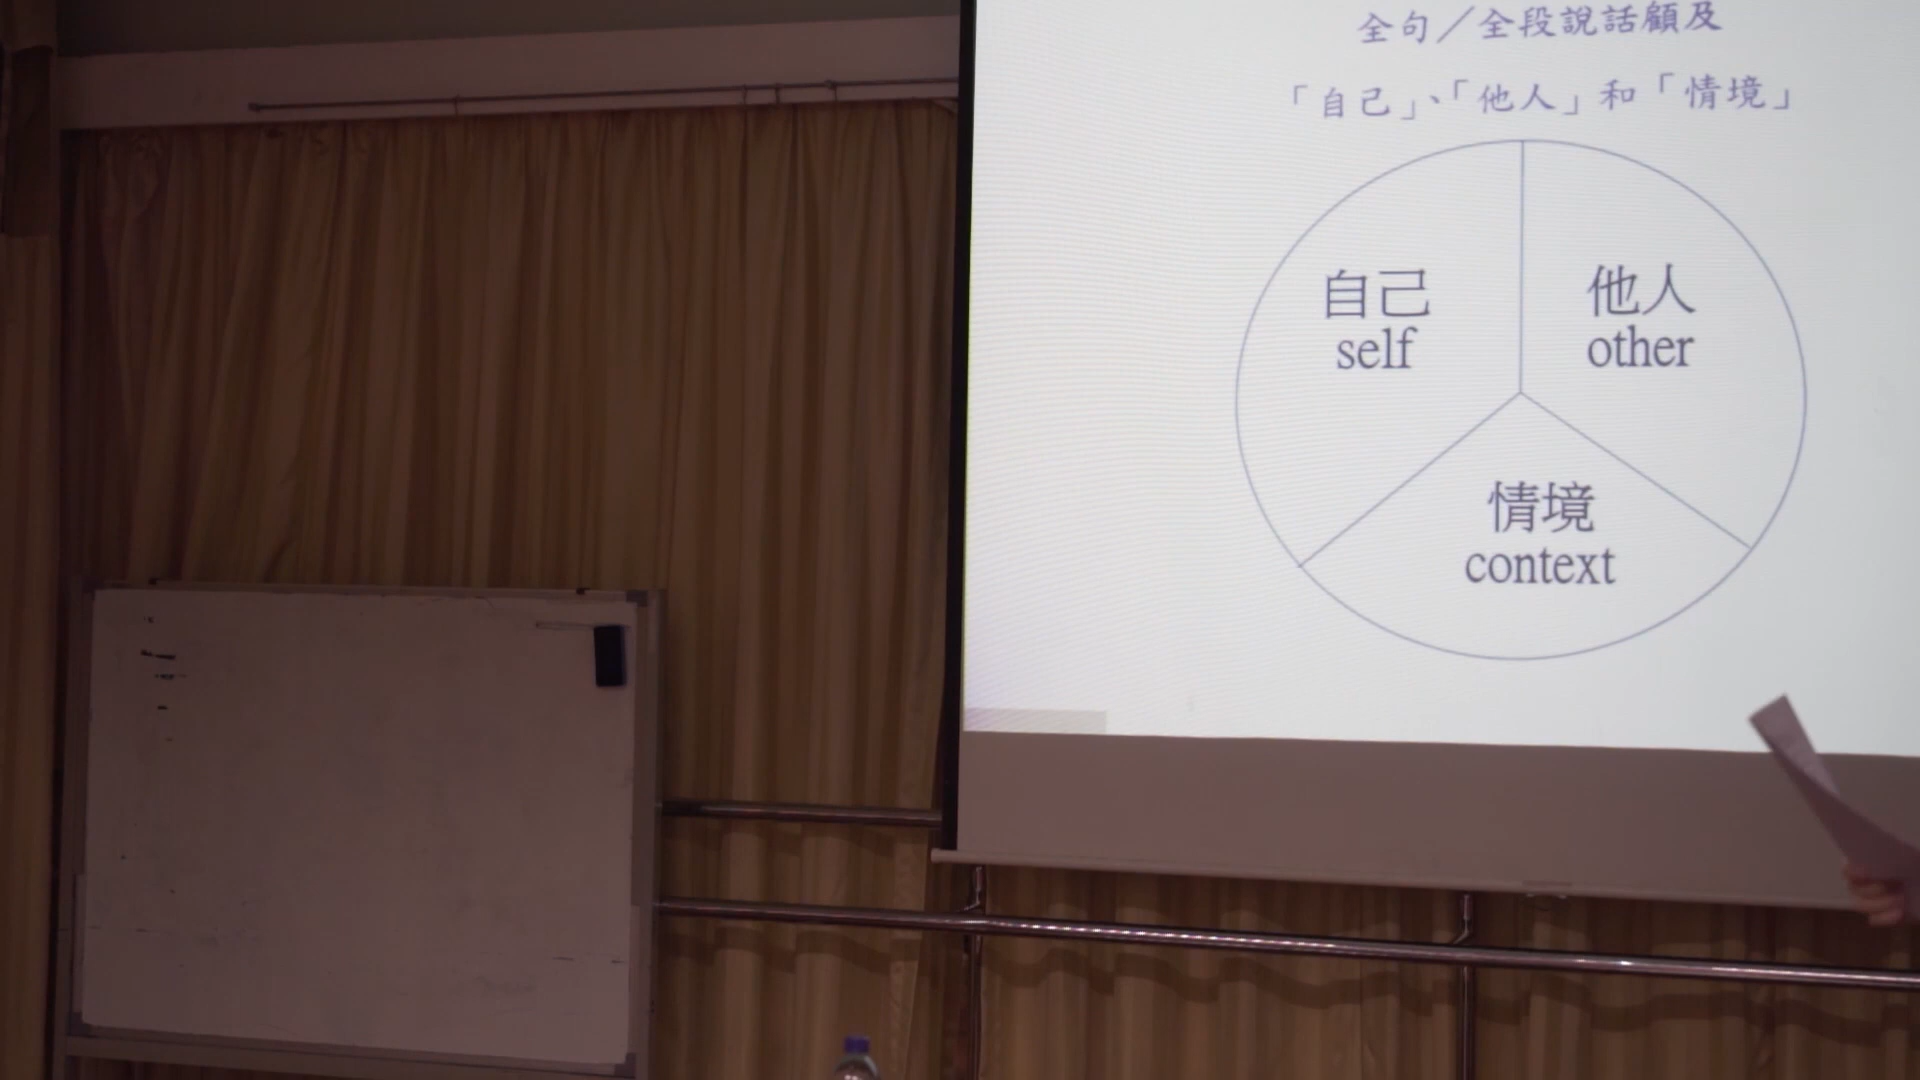 全句／全段說話顧及
「自己」、「他人」和「情境」
自己
self
他人
other
情境
context